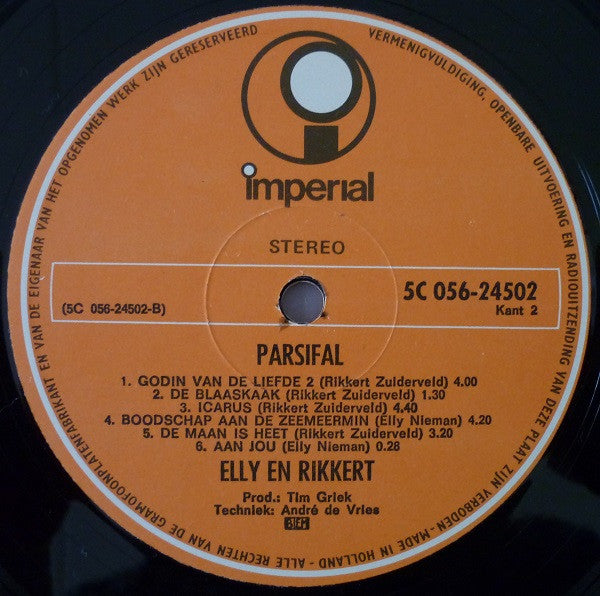 ALLE RECHTEN VAN DE GRAMOFOONPLATENFABRIKANT EN VAN DE EIGENAAR VAN HET OPGENOMEN WERK ZIJN GERESERVEERD
VERMENIGVULDIGING, OPENBARE UITVOERING EN RADIOUITZENDING VAN DEZE PLAAT ZIJN VERBODEN - MADE IN HOLLAND -
imperial
STEREO
5C 056-24502
(5C 056-24502-B)
Kant 2
PARSIFAL
1. GODIN VAN DE LIEFDE 2 (Rikkert Zuiderveld) 4.00
2. DE BLAASKAAK (Rikkert Zuiderveld) 1.30
3. ICARUS (Rikkert Zuiderveld) 4.40
4. BOODSCHAP AAN DE ZEEMEERMIN (Elly Nieman) 4.20
5. DE MAAN IS HEET (Rikkert Zuiderveld) 3.20
6. AAN JOU (Elly Nieman) 0.28
ELLY EN RIKKERT
Prod.: Tim Griek
Techniek: André de Vries
STEMRA